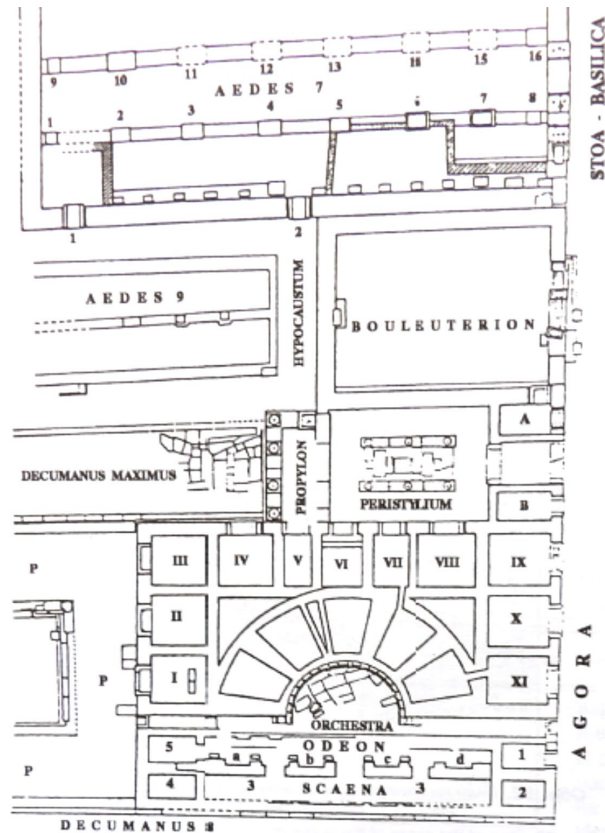 9 10 11 12 13 18 15 16
AEDES 7
1 2 3 4 5 6 7 8
STOA - BASILICA
1 2
AEDES 9
HYPOCAUSTUM
BOULEUTERION
A
DECUMANUS MAXIMUS
PROPYLON
PERISTYLIUM
B
P
III IV V VI VII VIII IX
II X
P
I XI
AGORA
ORCHESTRA
5 ODEON 1
a b c d
P
4 3 SCAENA 3 2
DECUMANUS 8